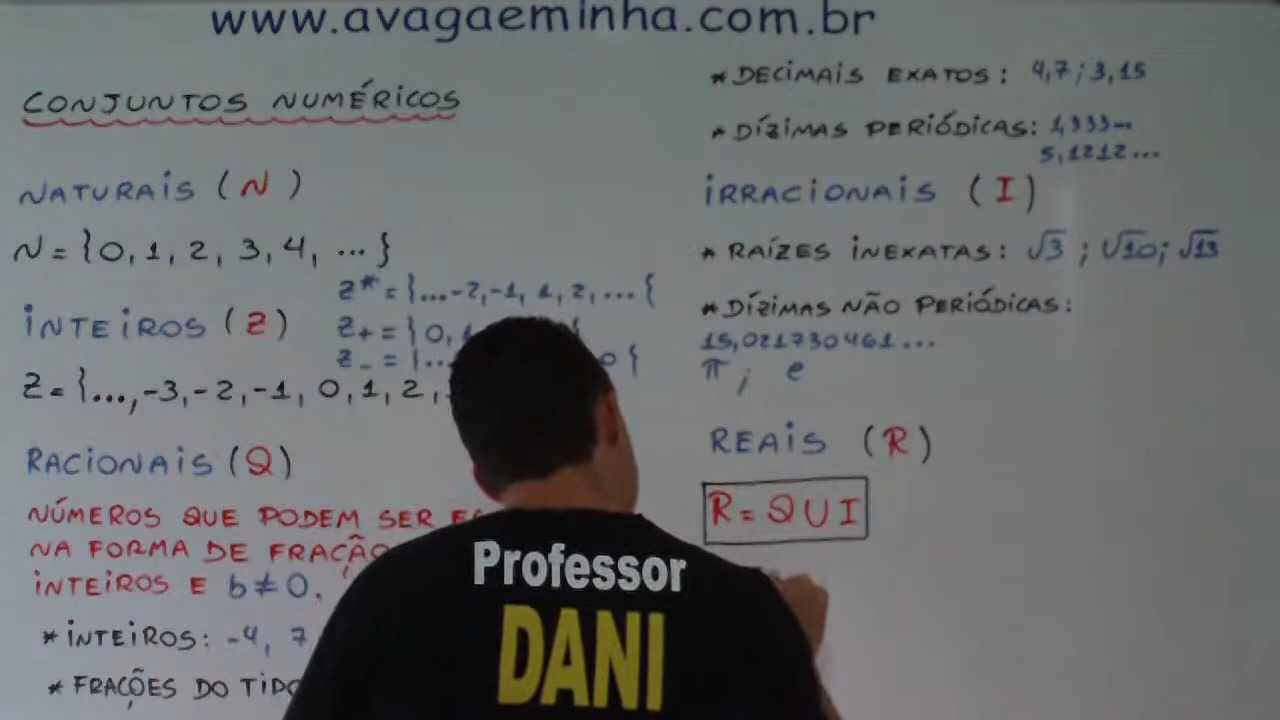 www.avagaeminha.com.br
CONJUNTOS NUMÉRICOS
NATURAIS (N)
N = {0, 1, 2, 3, 4, ... }
INTEIROS (Z)
Z* = {...-2,-1, 1, 2, ... {
Z+ = {0,
Z_ = {... 0 {
Z = {..., -3, -2, -1, 0, 1, 2,
RACIONAIS (Q)
NÚMEROS QUE PODEM SER
NA FORMA DE FRAÇÃO
INTEIROS E b ≠ 0.
* INTEIROS: -4, 7
* FRAÇÕES DO TIPO
* DECIMAIS EXATOS: 4,7 ; 3,15
* DÍZIMAS PERIÓDICAS: 1,333...
5,1212...
IRRACIONAIS (I)
* RAÍZES INEXATAS: √3 ; √10; √13
* DÍZIMAS NÃO PERIÓDICAS:
15,021730461...
π ; e
REAIS (R)
R = Q U I
Professor
DANI